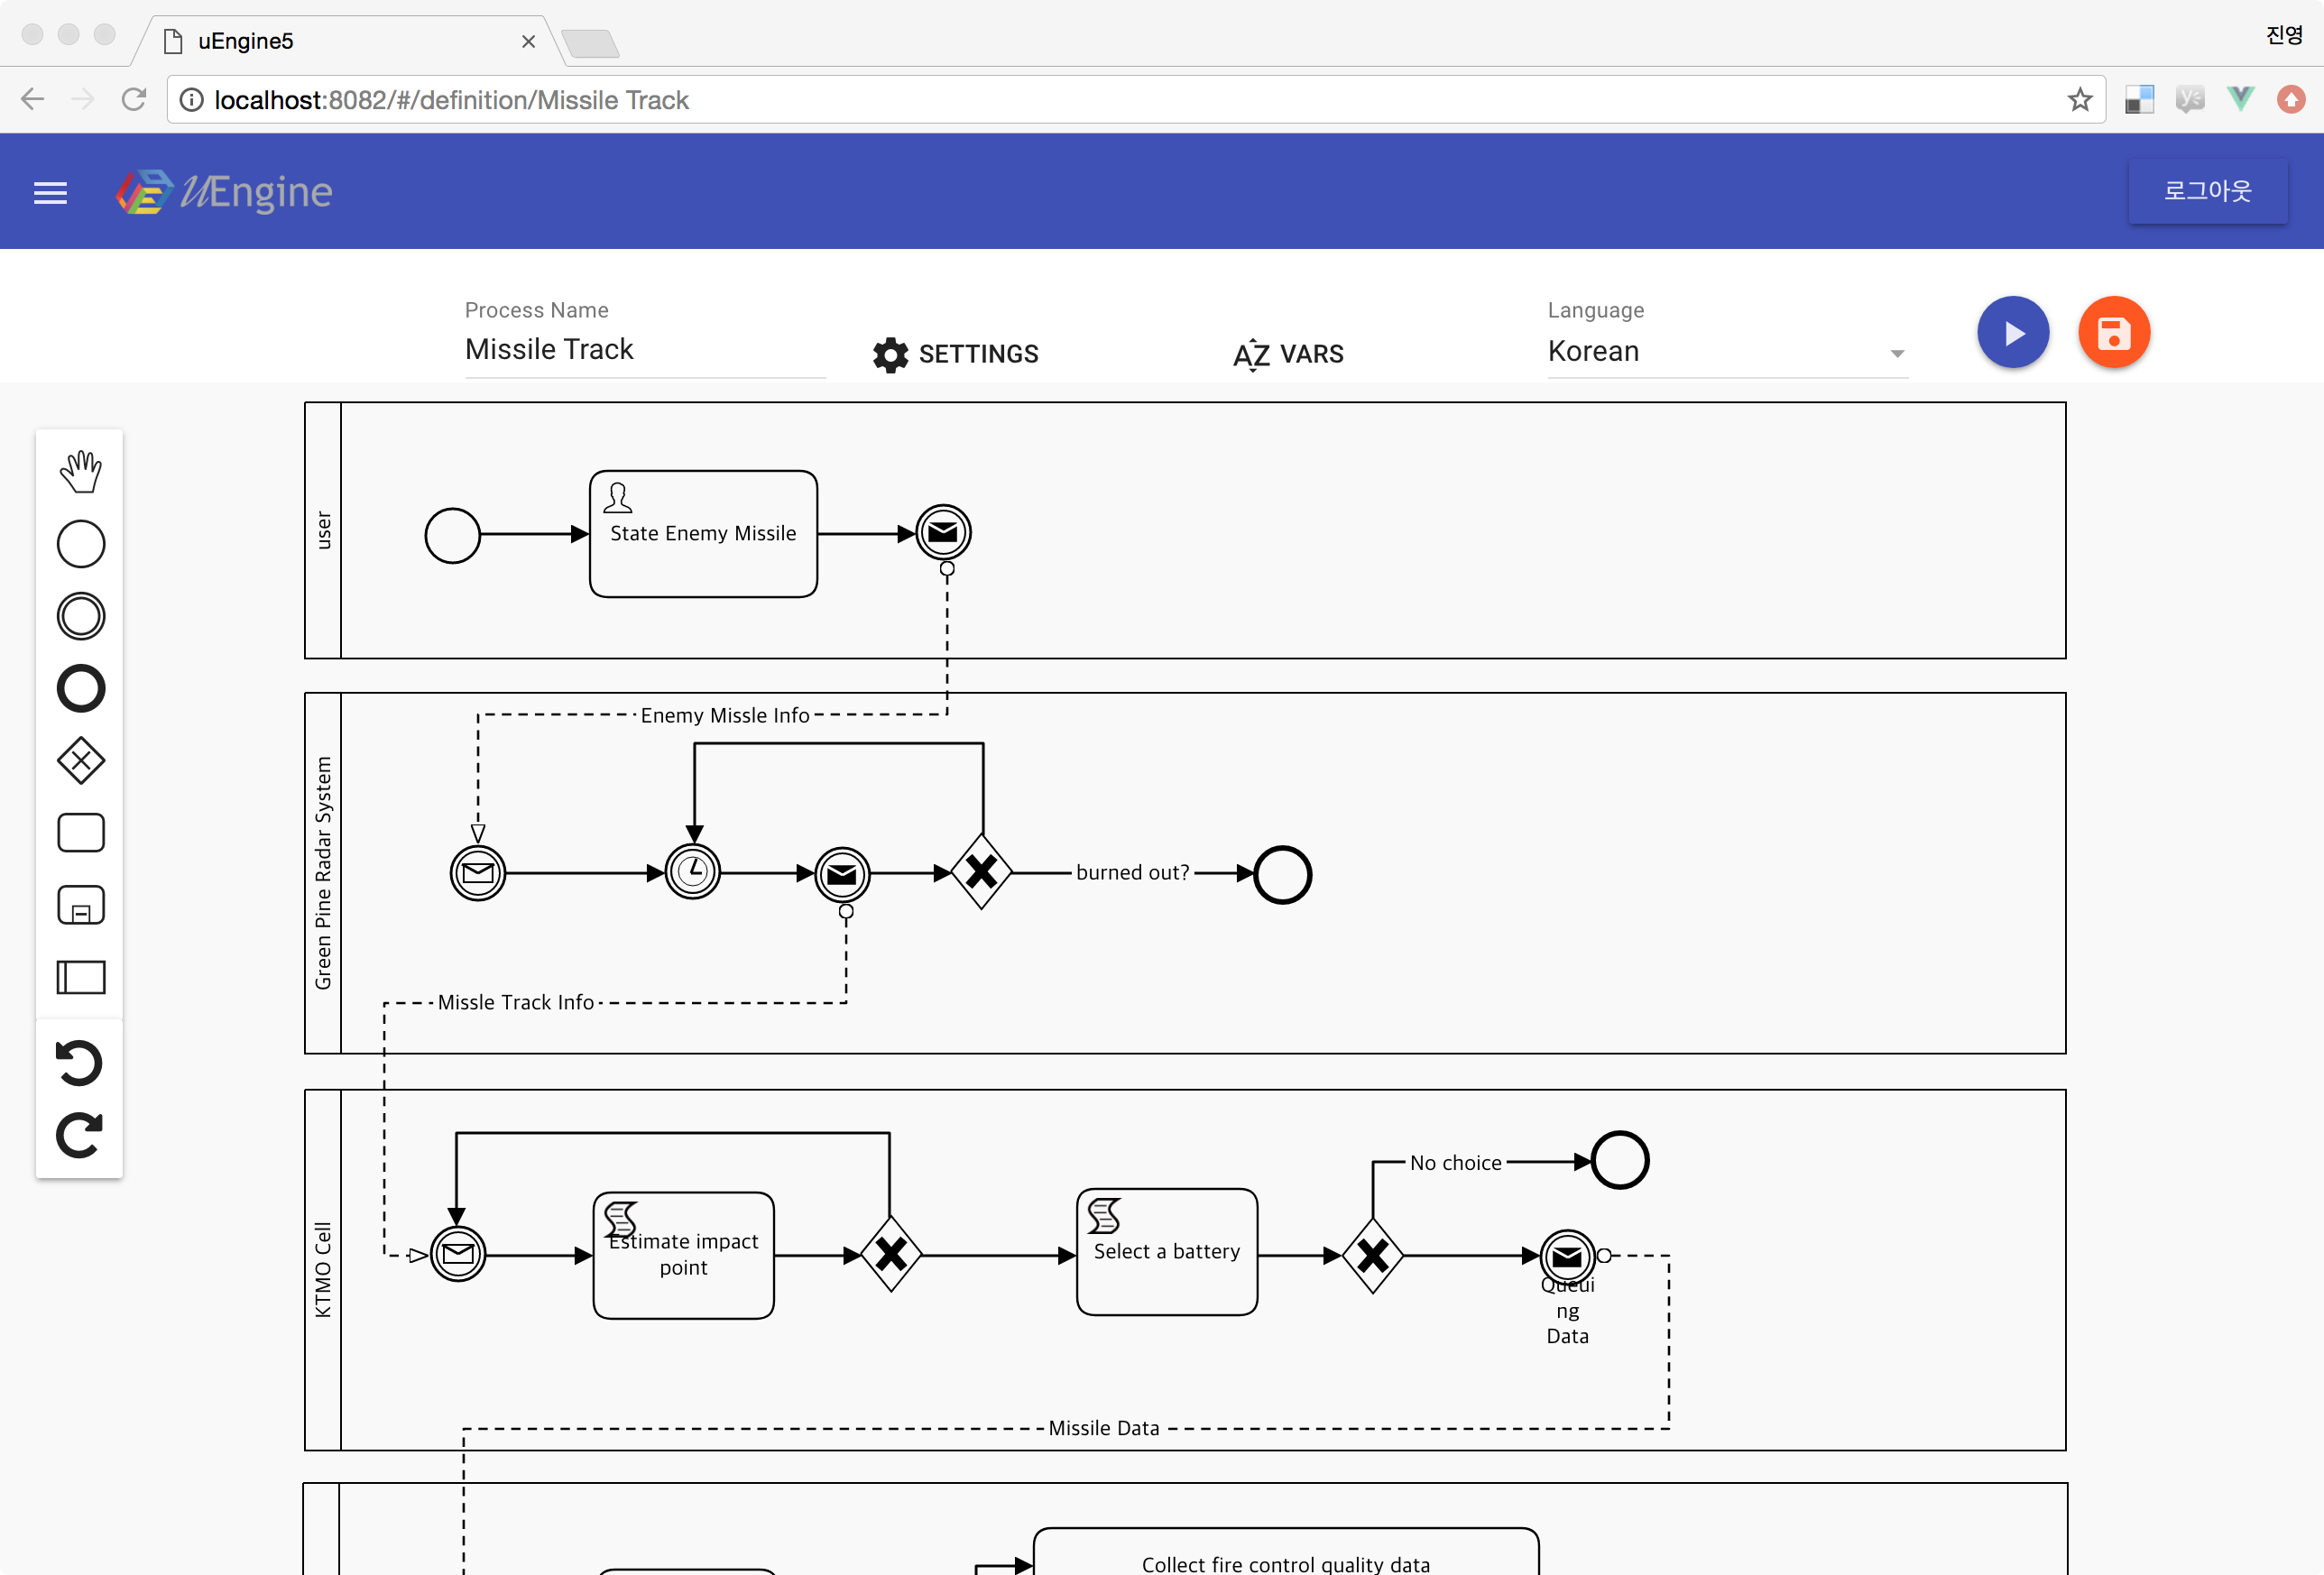 uEngine5
진영
localhost:8082/#/definition/Missile Track
UEngine
로그아웃
Process Name
Missile Track
SETTINGS
AZ VARS
Language
Korean
user
State Enemy Missile
Green Pine Radar System
Enemy Missle Info
burned out?
Missle Track Info
KTMO Cell
No choice
Estimate impact
point
Select a battery
Queui
ng
Data
Missile Data
Collect fire control quality data